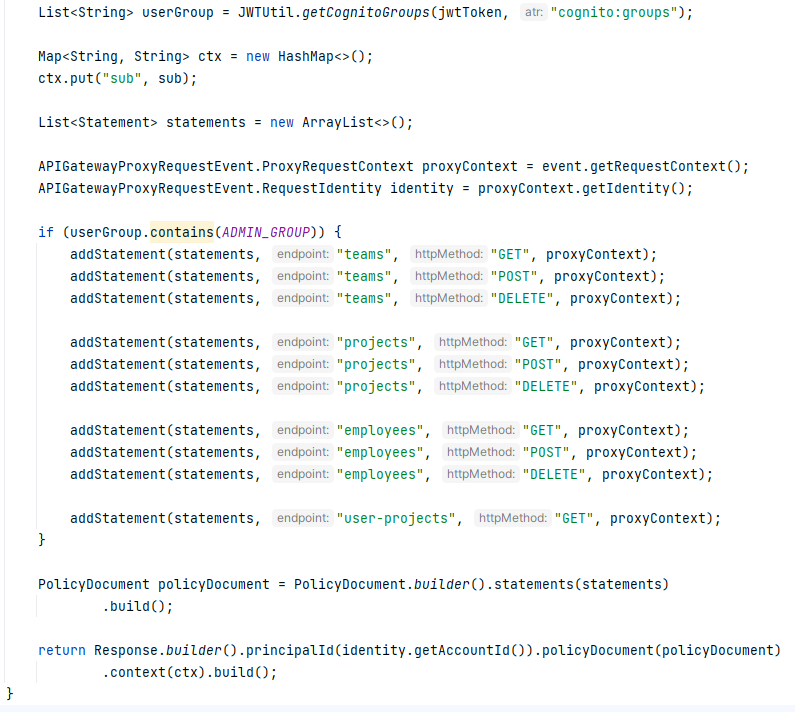 List<String> userGroup = JWTUtil.getCognitoGroups(jwtToken, atr: "cognito:groups");
Map<String, String> ctx = new HashMap<>();
ctx.put("sub", sub);
List<Statement> statements = new ArrayList<>();
APIGatewayProxyRequestEvent.ProxyRequestContext proxyContext = event.getRequestContext();
APIGatewayProxyRequestEvent.RequestIdentity identity = proxyContext.getIdentity();
if (userGroup.contains(ADMIN_GROUP)) {
addStatement(statements, endpoint: "teams", httpMethod: "GET", proxyContext);
addStatement(statements, endpoint: "teams", httpMethod: "POST", proxyContext);
addStatement(statements, endpoint: "teams", httpMethod: "DELETE", proxyContext);
addStatement(statements, endpoint: "projects", httpMethod: "GET", proxyContext);
addStatement(statements, endpoint: "projects", httpMethod: "POST", proxyContext);
addStatement(statements, endpoint: "projects", httpMethod: "DELETE", proxyContext);
addStatement(statements, endpoint: "employees", httpMethod: "GET", proxyContext);
addStatement(statements, endpoint: "employees", httpMethod: "POST", proxyContext);
addStatement(statements, endpoint: "employees", httpMethod: "DELETE", proxyContext);
addStatement(statements, endpoint: "user-projects", httpMethod: "GET", proxyContext);
}
PolicyDocument policyDocument = PolicyDocument.builder().statements(statements)
.build();
return Response.builder().principalId(identity.getAccountId()).policyDocument(policyDocument)
.context(ctx).build();
}